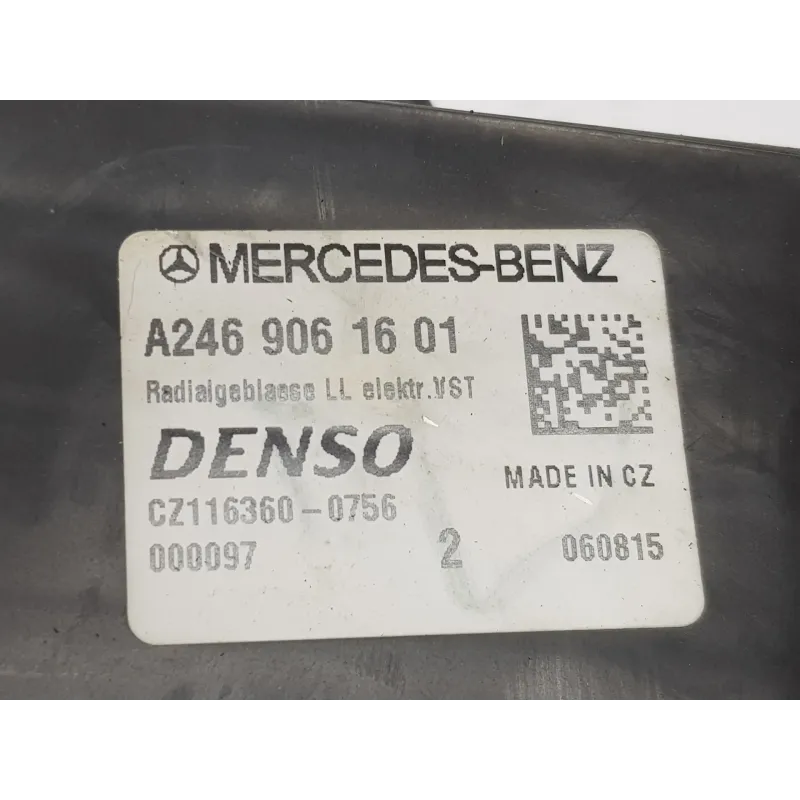 MERCEDES-BENZ
A246 906 16 01
Radialgeblaese LL elektr.VST
DENSO
MADE IN CZ
CZ116360-0756
000097 2 060815